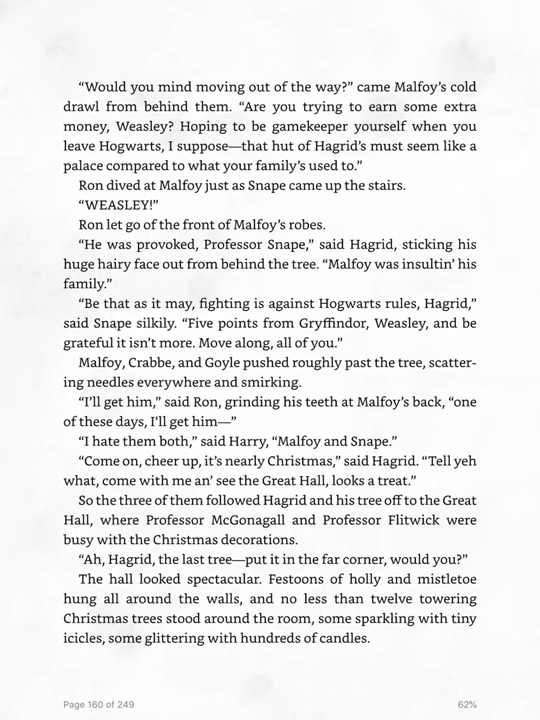 “Would you mind moving out of the way?” came Malfoy’s cold
drawl from behind them. “Are you trying to earn some extra
money, Weasley? Hoping to be gamekeeper yourself when you
leave Hogwarts, I suppose—that hut of Hagrid’s must seem like a
palace compared to what your family’s used to.”
Ron dived at Malfoy just as Snape came up the stairs.
“WEASLEY!”
Ron let go of the front of Malfoy’s robes.
“He was provoked, Professor Snape,” said Hagrid, sticking his
huge hairy face out from behind the tree. “Malfoy was insultin’ his
family.”
“Be that as it may, fighting is against Hogwarts rules, Hagrid,”
said Snape silkily. “Five points from Gryffindor, Weasley, and be
grateful it isn’t more. Move along, all of you.”
Malfoy, Crabbe, and Goyle pushed roughly past the tree, scatter-
ing needles everywhere and smirking.
“I’ll get him,” said Ron, grinding his teeth at Malfoy’s back, “one
of these days, I’ll get him—”
“I hate them both,” said Harry, “Malfoy and Snape.”
“Come on, cheer up, it’s nearly Christmas,” said Hagrid. “Tell yeh
what, come with me an’ see the Great Hall, looks a treat.”
So the three of them followed Hagrid and his tree off to the Great
Hall, where Professor McGonagall and Professor Flitwick were
busy with the Christmas decorations.
“Ah, Hagrid, the last tree—put it in the far corner, would you?”
The hall looked spectacular. Festoons of holly and mistletoe
hung all around the walls, and no less than twelve towering
Christmas trees stood around the room, some sparkling with tiny
icicles, some glittering with hundreds of candles.
Page 160 of 249
62%